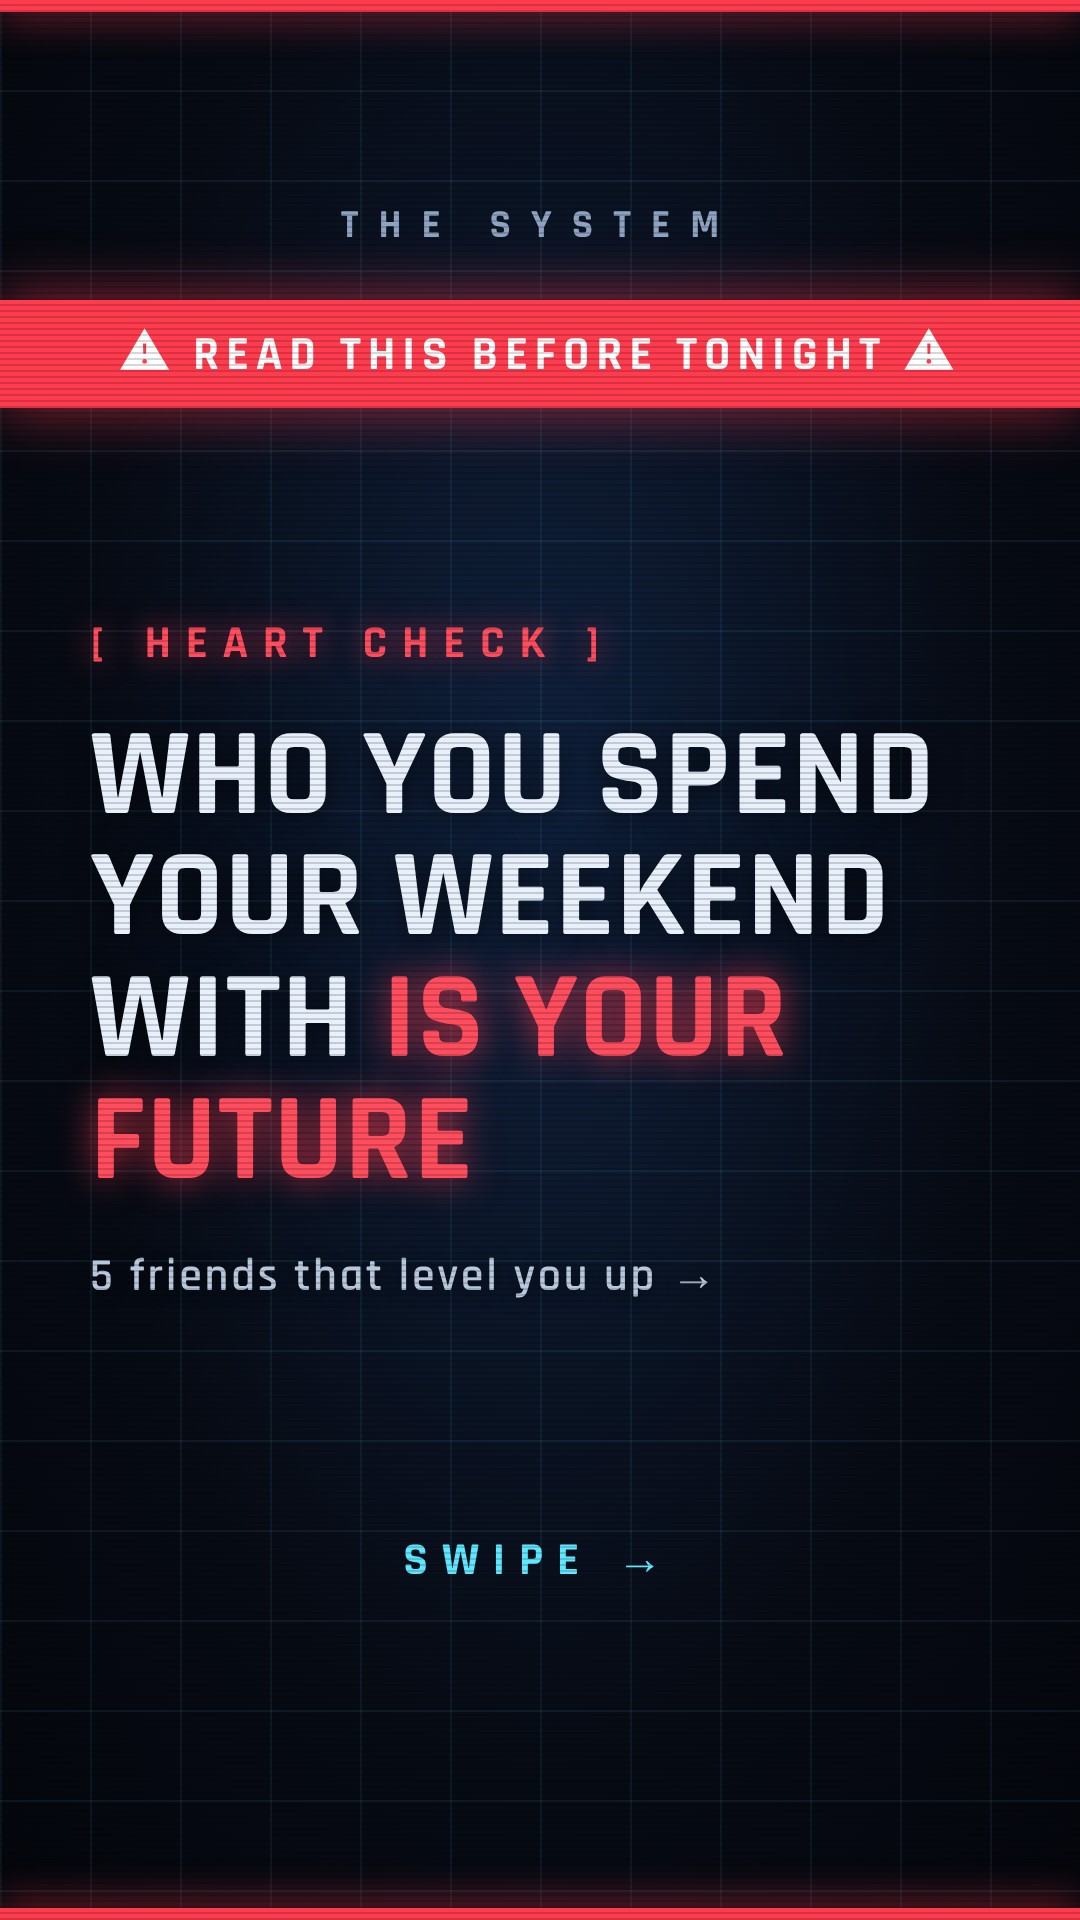 THE SYSTEM
⚠ READ THIS BEFORE TONIGHT ⚠
[ HEART CHECK ]
WHO YOU SPEND
YOUR WEEKEND
WITH IS YOUR
FUTURE
5 friends that level you up →
SWIPE →